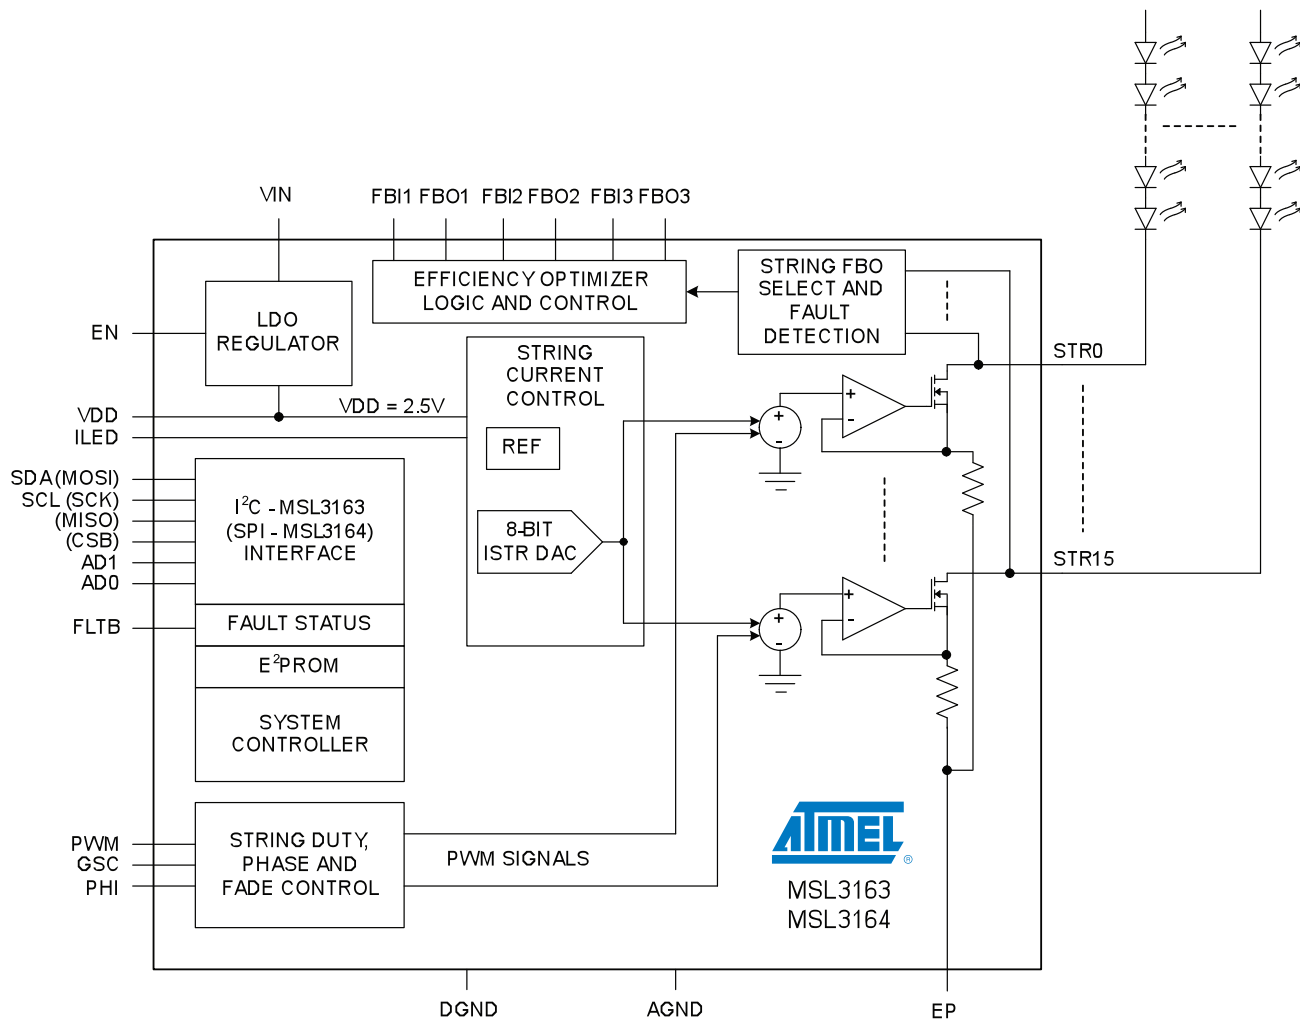 VIN
FBI1 FBO1 FBI2 FBO2 FBI3 FBO3
EFFICIENCY OPTIMIZER
LOGIC AND CONTROL
STRING FBO
SELECT AND
FAULT
DETECTION
LDO
REGULATOR
EN
STRING
CURRENT
CONTROL
STR0
VDD
VDD = 2.5V
ILED
REF
+
-
+
-
SDA (MOSI)
SCL (SCK)
(MISO)
(CSB)
AD1
AD0
I²C - MSL3163
(SPI - MSL3164)
INTERFACE
8-BIT
ISTR DAC
STR15
FLTB
FAULT STATUS
+
-
+
-
E²PROM
SYSTEM
CONTROLLER
PWM
GSC
PHI
STRING DUTY,
PHASE AND
FADE CONTROL
PWM SIGNALS
ATMEL
®
MSL3163
MSL3164
DGND
AGND
EP